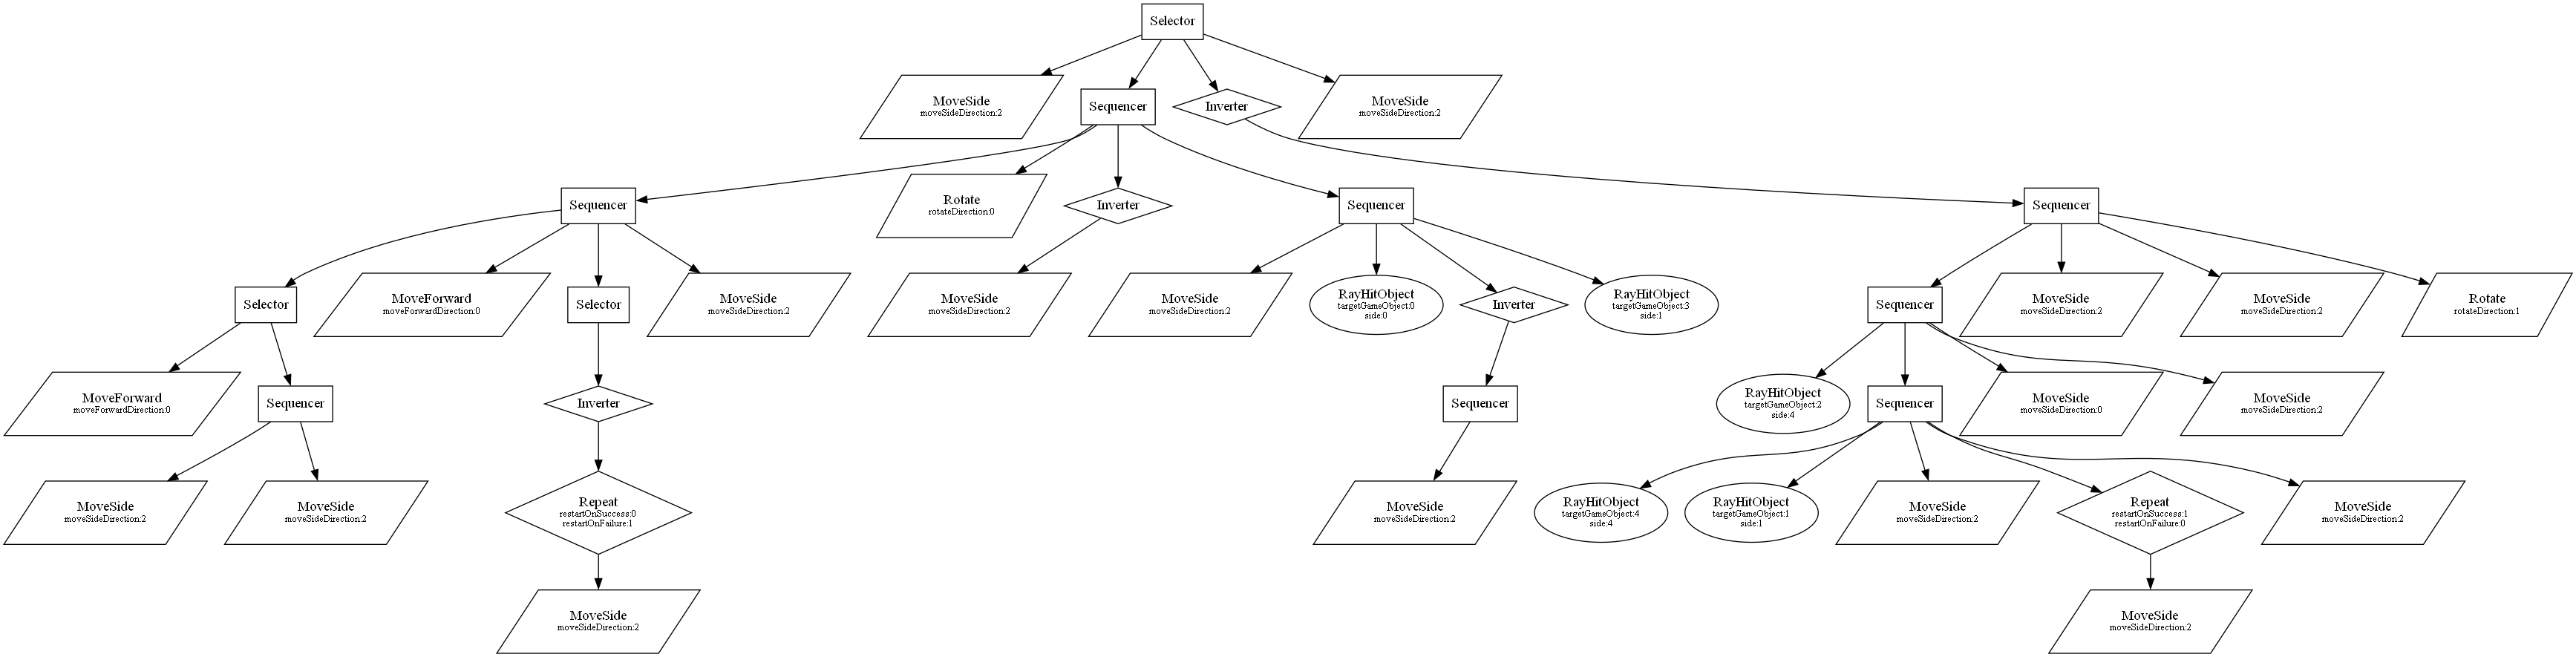 Selector
MoveSide
moveSideDirection:2
Sequencer
Inverter
MoveSide
moveSideDirection:2
Sequencer
Rotate
rotateDirection:0
Inverter
Sequencer
Sequencer
Selector
MoveForward
moveForwardDirection:0
Selector
MoveSide
moveSideDirection:2
MoveSide
moveSideDirection:2
MoveSide
moveSideDirection:2
RayHitObject
targetGameObject:0
side:0
Inverter
RayHitObject
targetGameObject:3
side:1
Sequencer
MoveSide
moveSideDirection:2
MoveSide
moveSideDirection:2
Rotate
rotateDirection:1
MoveForward
moveForwardDirection:0
Sequencer
Inverter
Sequencer
RayHitObject
targetGameObject:2
side:4
Sequencer
MoveSide
moveSideDirection:0
MoveSide
moveSideDirection:2
MoveSide
moveSideDirection:2
MoveSide
moveSideDirection:2
Repeat
restartOnSuccess:0
restartOnFailure:1
MoveSide
moveSideDirection:2
RayHitObject
targetGameObject:4
side:4
RayHitObject
targetGameObject:1
side:1
MoveSide
moveSideDirection:2
Repeat
restartOnSuccess:1
restartOnFailure:0
MoveSide
moveSideDirection:2
MoveSide
moveSideDirection:2
MoveSide
moveSideDirection:2